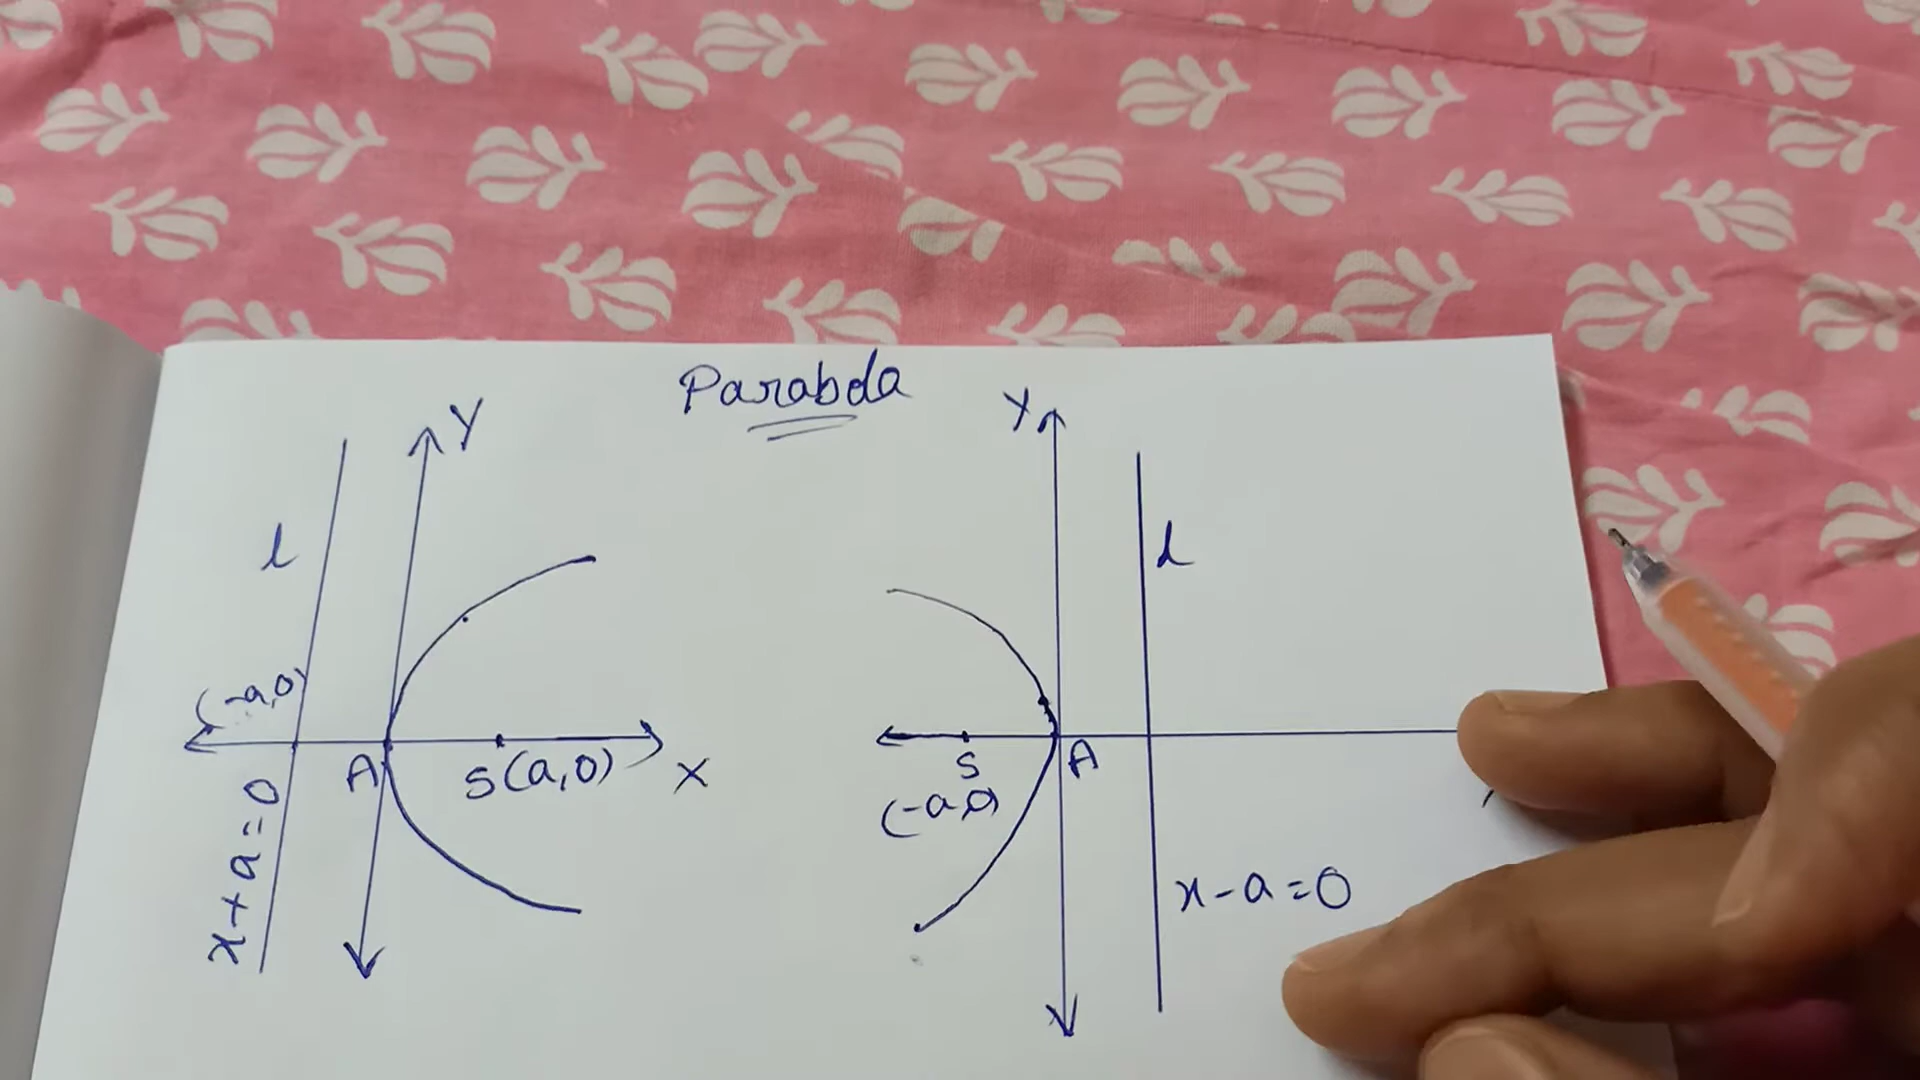 Parabola
Y
l
(-a,0)
A
S(a,0)
X
x+a=0
Y
l
S
A
(-a,0)
x-a=0